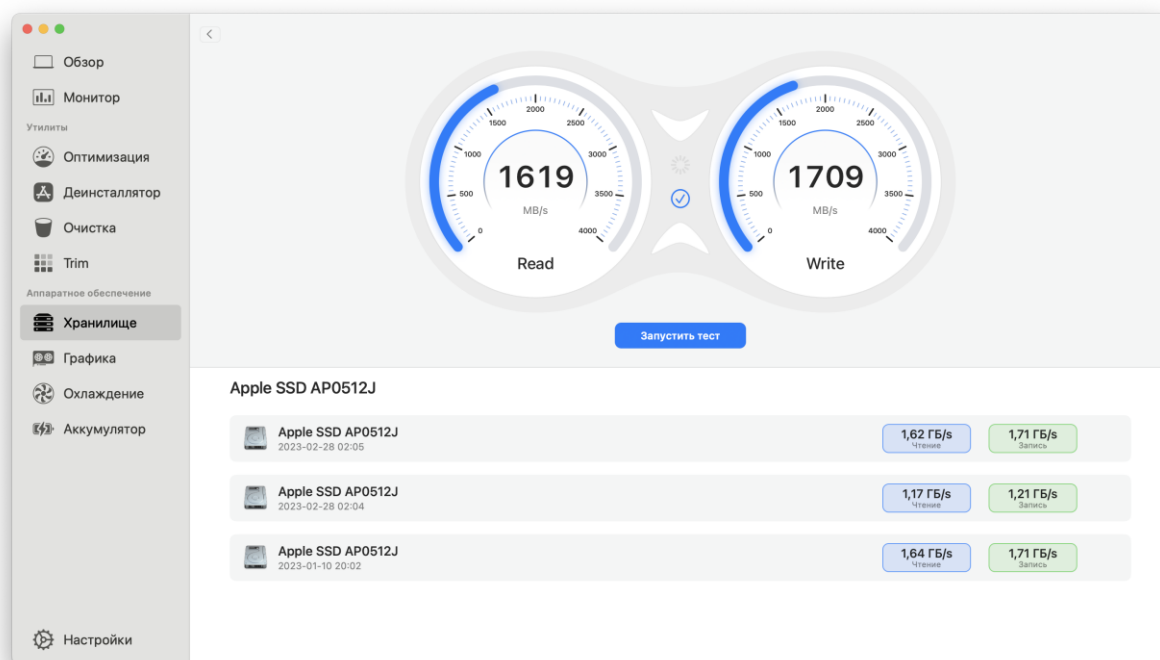 Обзор
Монитор
Утилиты
Оптимизация
Деинсталлятор
Очистка
Trim
Аппаратное обеспечение
Хранилище
Графика
Охлаждение
Аккумулятор
Настройки
0
500
1000
1500
2000
2500
3000
3500
4000
1619
MB/s
Read
0
500
1000
1500
2000
2500
3000
3500
4000
1709
MB/s
Write
Запустить тест
Apple SSD AP0512J
Apple SSD AP0512J
2023-02-28 02:05
1,62 ГБ/s
Чтение
1,71 ГБ/s
Запись
Apple SSD AP0512J
2023-02-28 02:04
1,17 ГБ/s
Чтение
1,21 ГБ/s
Запись
Apple SSD AP0512J
2023-01-10 20:02
1,64 ГБ/s
Чтение
1,71 ГБ/s
Запись